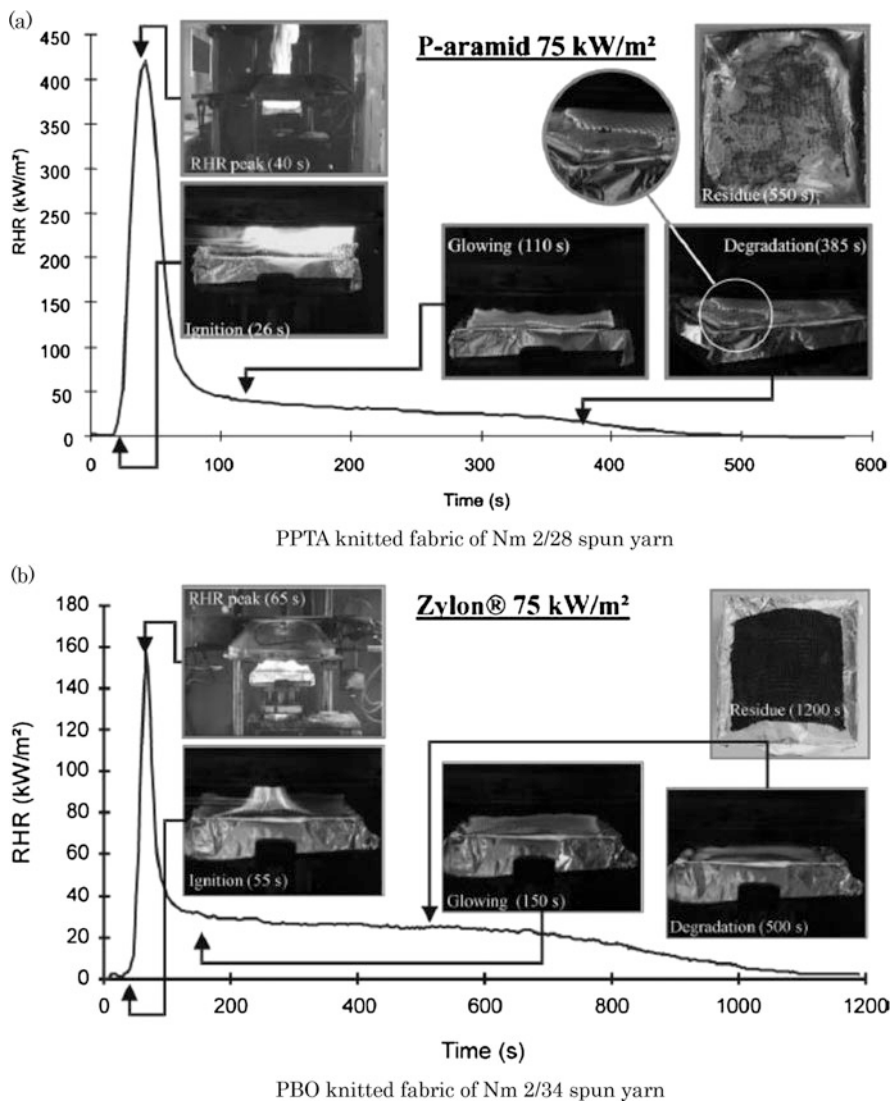 (a)
P-aramid 75 kW/m²
RHR (kW/m²)
450
400
350
300
250
200
150
100
50
0
RHR peak (40 s)
Ignition (26 s)
Glowing (110 s)
Degradation(385 s)
Residue (550 s)
0 100 200 300 400 500 600
Time (s)
PPTA knitted fabric of Nm 2/28 spun yarn
(b)
Zylon® 75 kW/m²
RHR (kW/m²)
180
160
140
120
100
80
60
40
20
0
RHR peak (65 s)
Ignition (55 s)
Glowing (150 s)
Degradation (500 s)
Residue (1200 s)
0 200 400 600 800 1000 1200
Time (s)
PBO knitted fabric of Nm 2/34 spun yarn